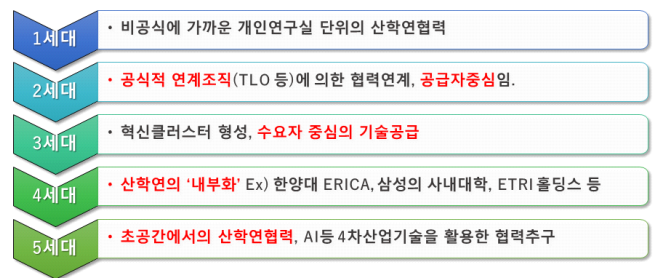 1세대
• 비공식에 가까운 개인연구실 단위의 산학연협력
2세대
• 공식적 연계조직(TLO 등)에 의한 협력연계, 공급자중심임.
3세대
• 혁신클러스터 형성, 수요자 중심의 기술공급
4세대
• 산학연의 ‘내부화’ Ex) 한양대 ERICA, 삼성의 사내대학, ETRI 홀딩스 등
5세대
• 초공간에서의 산학연협력, AI등 4차산업기술을 활용한 협력추구